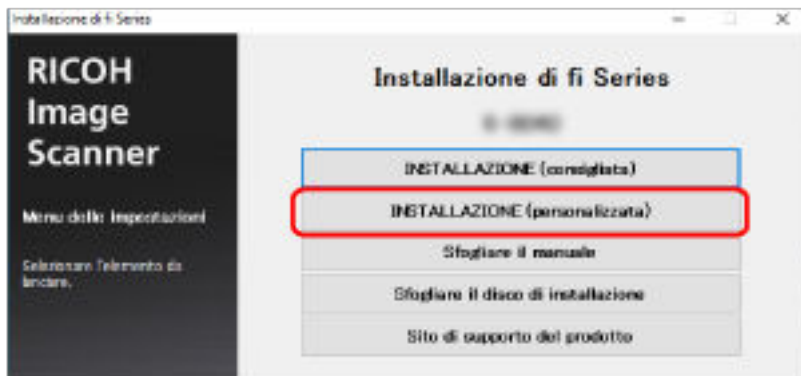 Installazione di fi Series
RICOH
Image
Scanner
Menu delle Impostazioni
Selezionare l'elemento da
lanciare.
Installazione di fi Series
INSTALLAZIONE (consigliata)
INSTALLAZIONE (personalizzata)
Sfogliare il manuale
Sfogliare il disco di installazione
Sito di supporto del prodotto